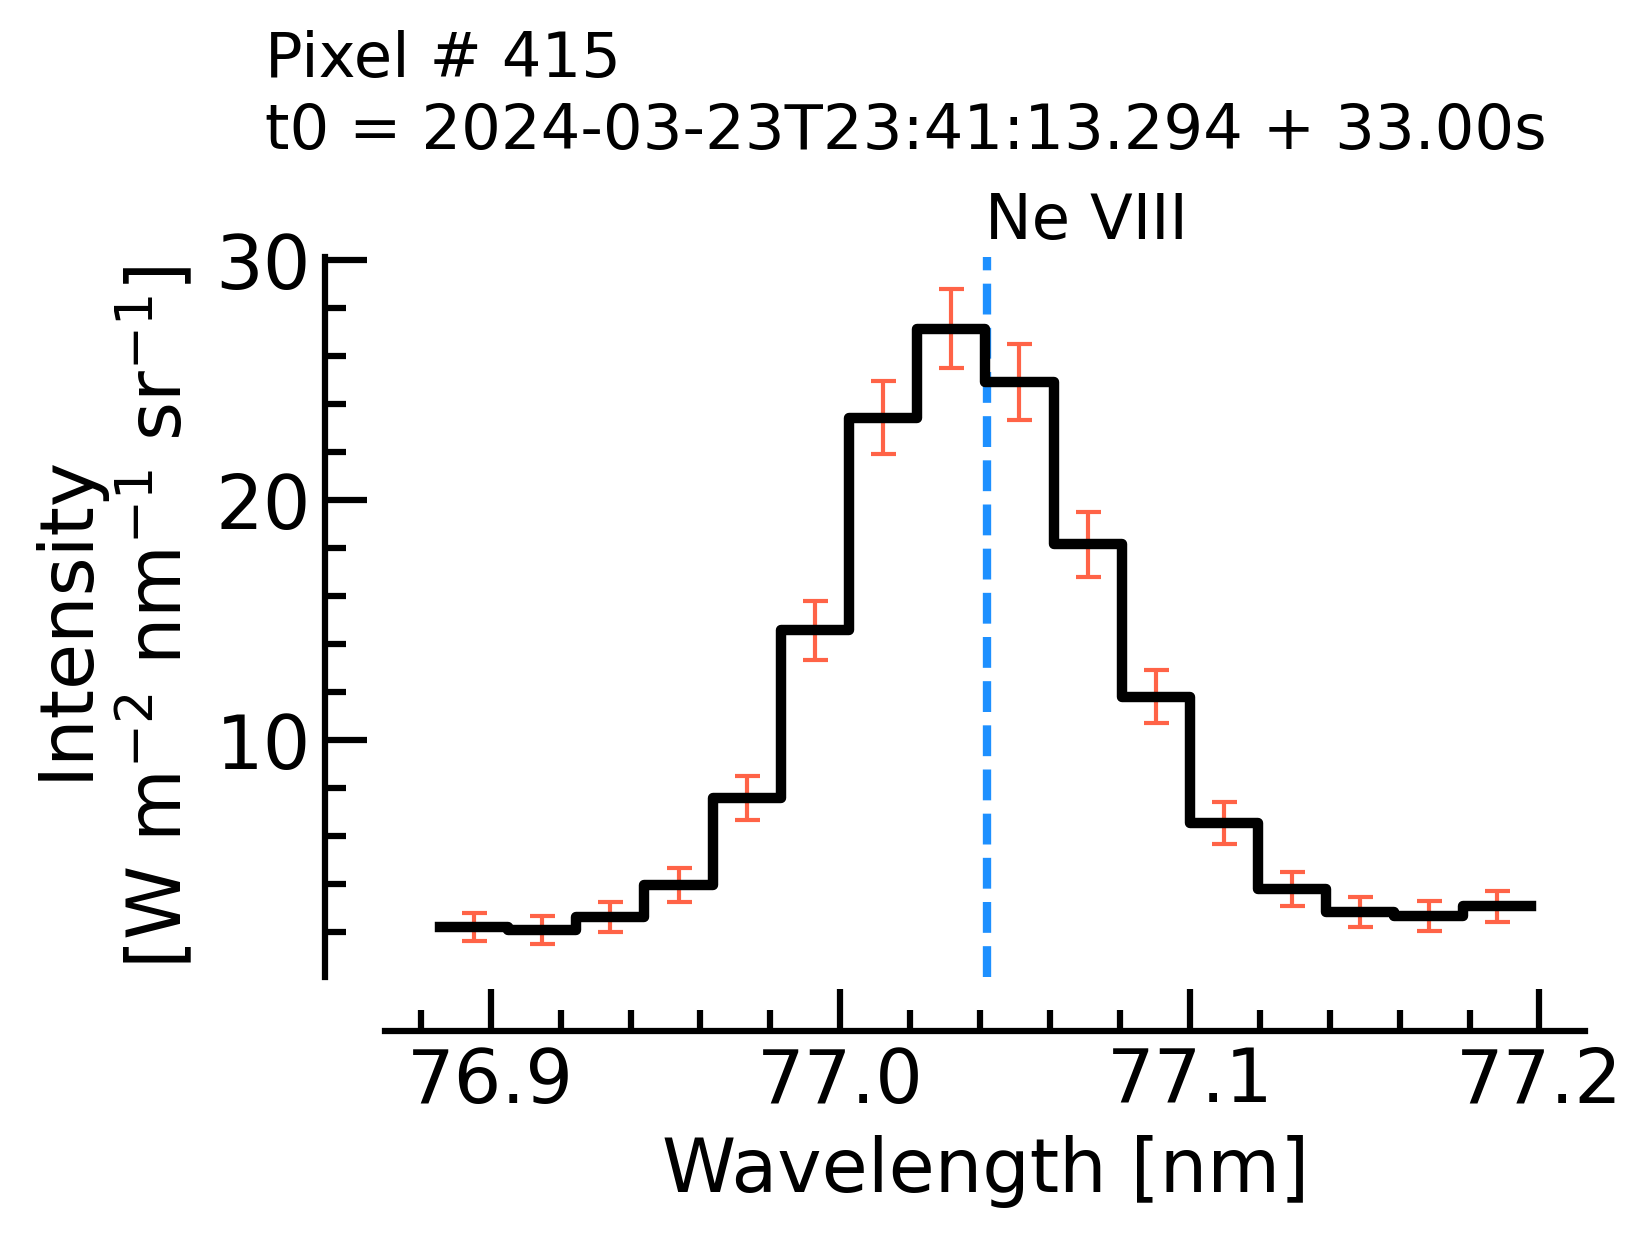 Pixel # 415
t0 = 2024-03-23T23:41:13.294 + 33.00s
Ne VIII
30
20
10
Intensity
[W m⁻² nm⁻¹ sr⁻¹]
76.9 77.0 77.1 77.2
Wavelength [nm]